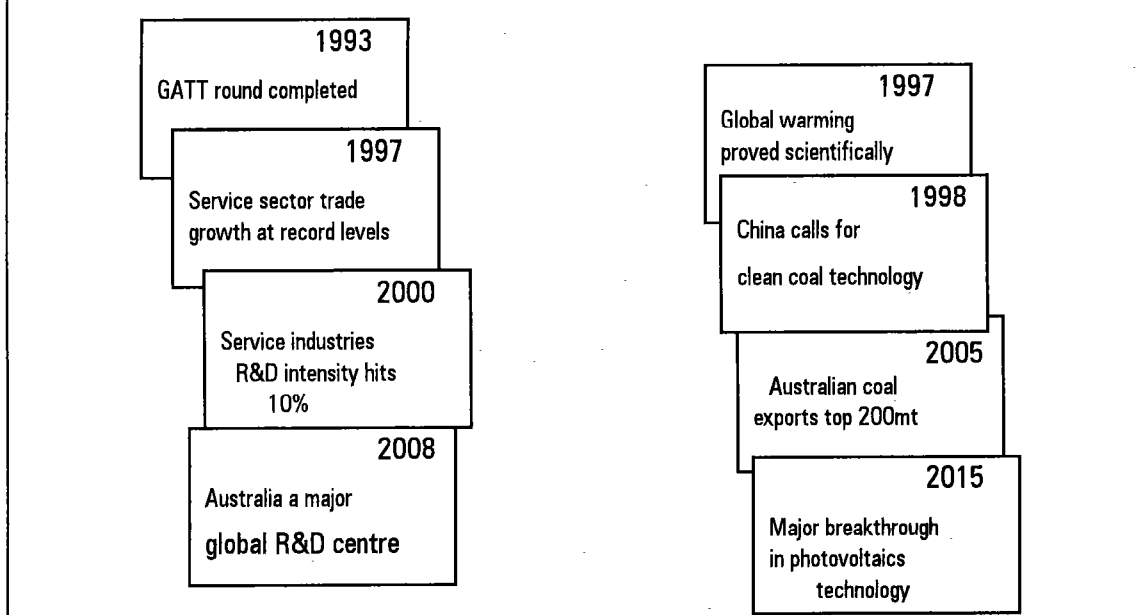 1993
GATT round completed
1997
Service sector trade
growth at record levels
2000
Service industries
R&D intensity hits
10%
2008
Australia a major
global R&D centre
1997
Global warming
proved scientifically
1998
China calls for
clean coal technology
2005
Australian coal
exports top 200mt
2015
Major breakthrough
in photovoltaics
technology